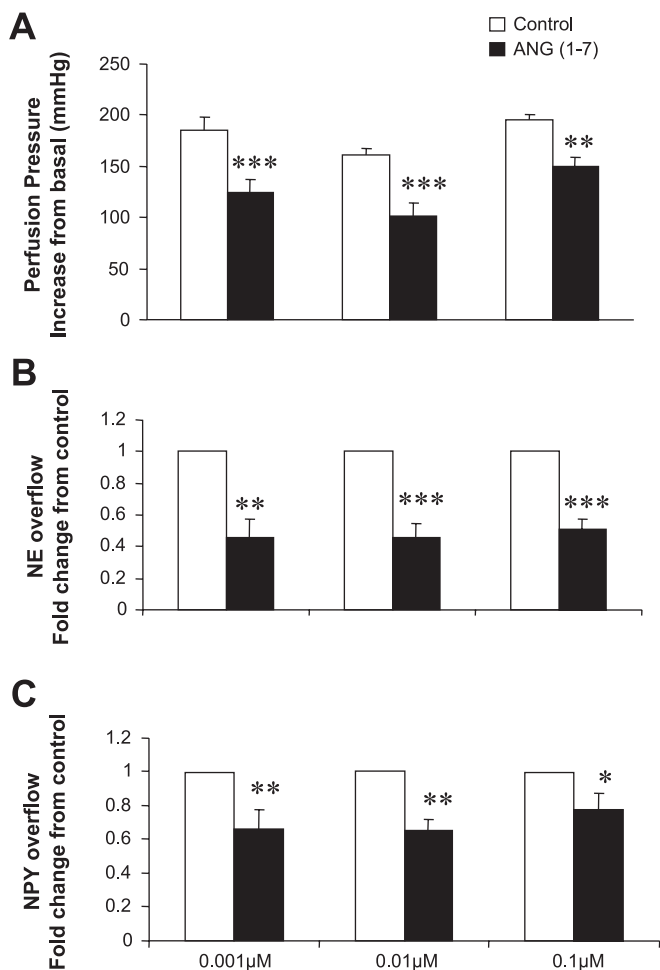 A
Control
ANG (1-7)
Perfusion Pressure
Increase from basal (mmHg)
250
200
150
100
50
0
***
***
**
B
NE overflow
Fold change from control
1.2
1
0.8
0.6
0.4
0.2
0
**
***
***
C
NPY overflow
Fold change from control
1.2
1
0.8
0.6
0.4
0.2
0
**
**
*
0.001µM
0.01µM
0.1µM